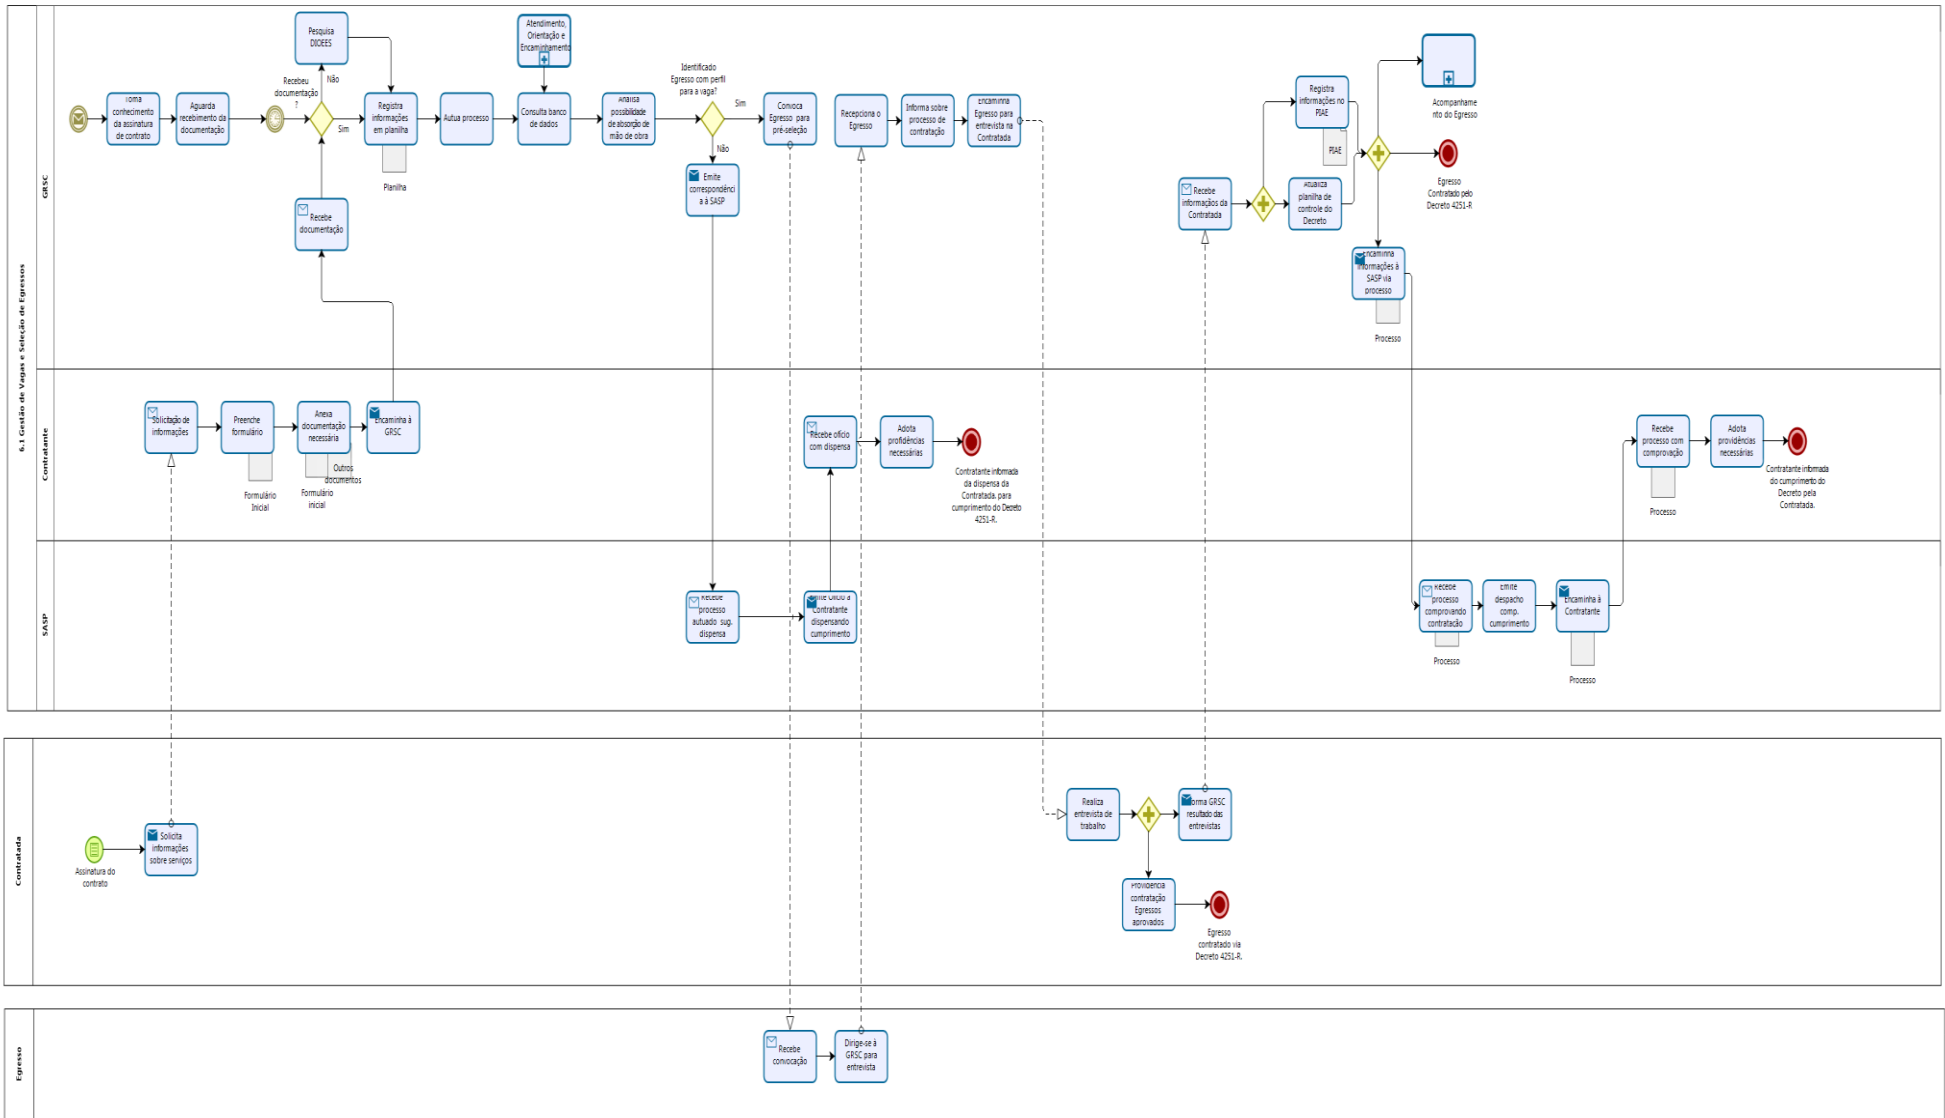 6.1 Gestão de Vagas e Seleção de Egressos
GRSC
Toma
conhecimento
da assinatura
de contrato
Aguarda
recebimento da
documentação
Recebeu
documentação
?
Não
Sim
Pesquisa
DIOEES
Recebe
documentação
Registra
informações
em planilha
Planilha
Autua processo
Atendimento,
Orientação e
Encaminhamento
Consulta banco
de dados
Analisa
possibilidade
de absorção de
mão de obra
Identificado
Egresso com perfil
para a vaga?
Sim
Não
Emite
correspondênci
a à SASP
Convoca
Egresso para
pré-seleção
Recepciona o
Egresso
Informa sobre
processo de
contratação
Encaminha
Egresso para
entrevista na
Contratada
Recebe
informações da
Contratada
Registra
informações no
PIAE
PIAE
Atualiza
planilha de
controle do
Decreto
Acompanhame
nto do Egresso
Egresso
Contratado pelo
Decreto 4251-R
Encaminha
informações à
SASP via
processo
Processo
Contratante
Solicitação de
informações
Preenche
formulário
Formulário
Inicial
Anexa
documentação
necessária
Formulário
inicial
Outros
documentos
Encaminha à
GRSC
Recebe ofício
com dispensa
Adota
profidências
necessárias
Contratante informada
da dispensa da
Contratada. para
cumprimento do Decreto
4251-R.
Recebe
processo com
comprovação
Processo
Adota
providências
necessárias
Contratante informada
do cumprimento do
Decreto pela
Contratada.
SASP
Recebe
processo
autuado sug.
dispensa
Emite Ofício à
Contratante
dispensando
cumprimento
Recebe
processo
comprovando
contratação
Processo
Emite
despacho
comp.
cumprimento
Encaminha à
Contratante
Processo
Contratada
Assinatura do
contrato
Solicita
informações
sobre serviços
Realiza
entrevista de
trabalho
Informa GRSC
resultado das
entrevistas
Providencia
contratação
Egressos
aprovados
Egresso
contratado via
Decreto 4251-R.
Egresso
Recebe
convocação
Dirige-se à
GRSC para
entrevista